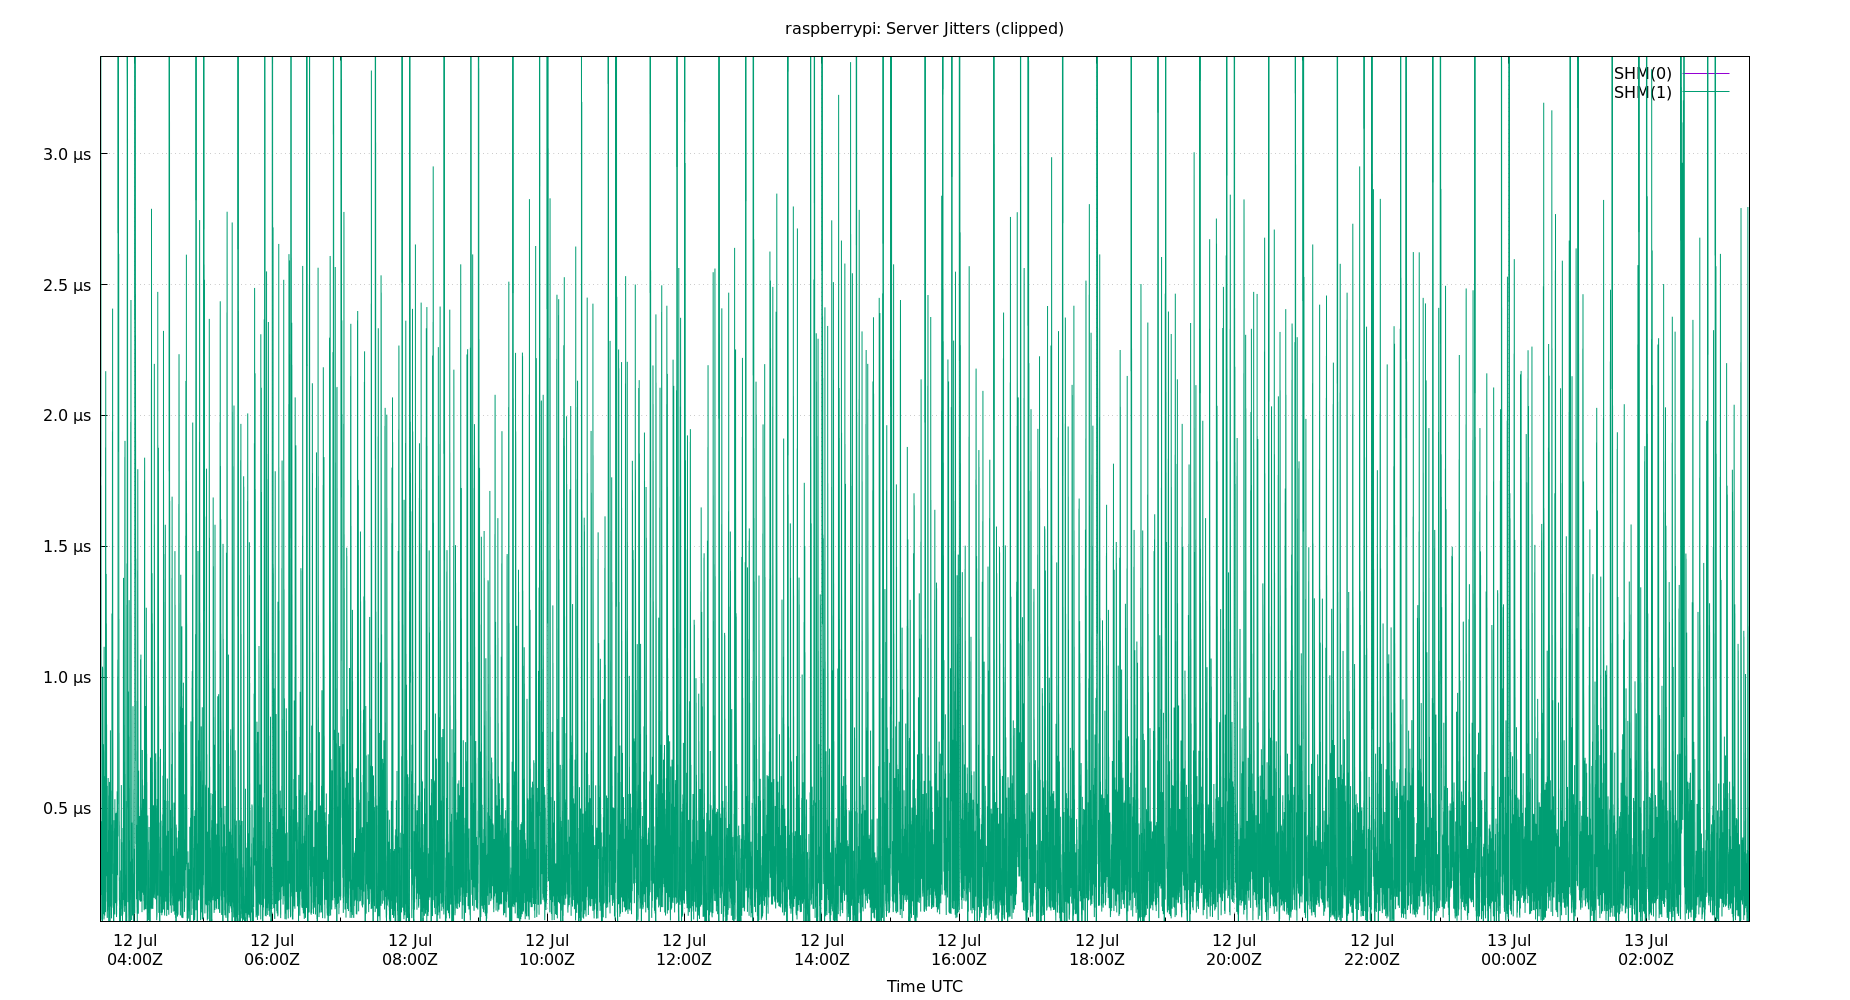 raspberrypi: Server Jitters (clipped)
SHM(0)
SHM(1)
3.0 µs
2.5 µs
2.0 µs
1.5 µs
1.0 µs
0.5 µs
12 Jul 12 Jul 12 Jul 12 Jul 12 Jul 12 Jul 12 Jul 12 Jul 12 Jul 12 Jul 13 Jul 13 Jul
04:00Z 06:00Z 08:00Z 10:00Z 12:00Z 14:00Z 16:00Z 18:00Z 20:00Z 22:00Z 00:00Z 02:00Z
Time UTC